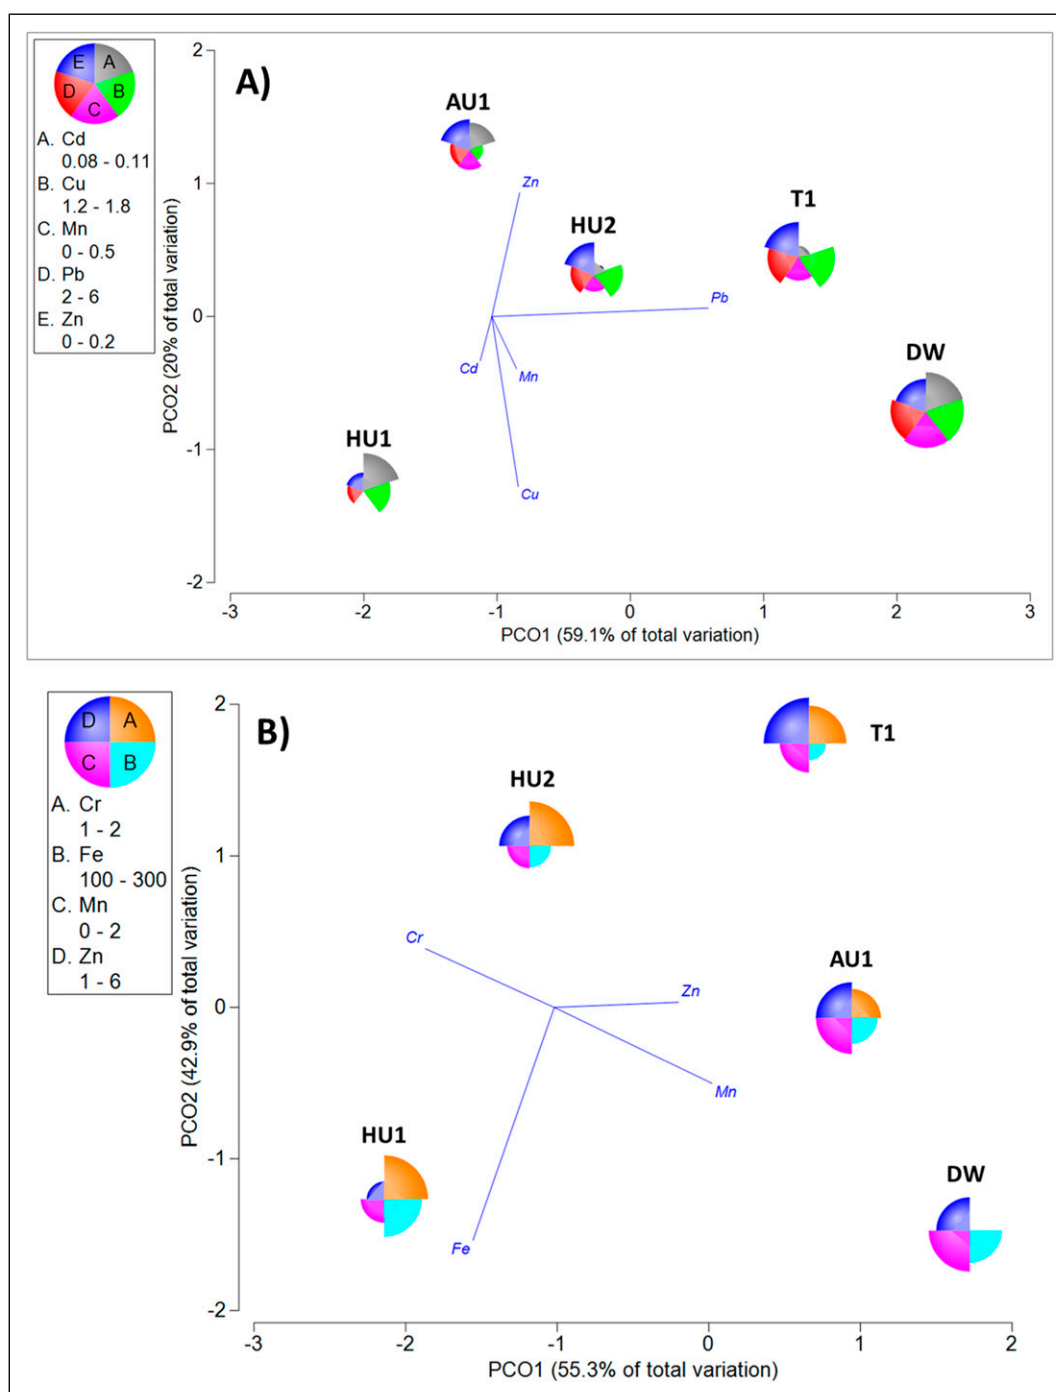 E A
D B
C
A. Cd
0.08 - 0.11
B. Cu
1.2 - 1.8
C. Mn
0 - 0.5
D. Pb
2 - 6
E. Zn
0 - 0.2
A)
PCO2 (20% of total variation)
2
1
0
-1
-2
AU1
Zn
HU2
T1
Pb
Cd
Mn
DW
HU1
Cu
-3 -2 -1 0 1 2 3
PCO1 (59.1% of total variation)
D A
C B
A. Cr
1 - 2
B. Fe
100 - 300
C. Mn
0 - 2
D. Zn
1 - 6
B)
PCO2 (42.9% of total variation)
2
1
0
-1
-2
T1
HU2
Cr
Zn
AU1
Mn
HU1
DW
Fe
-3 -2 -1 0 1 2
PCO1 (55.3% of total variation)